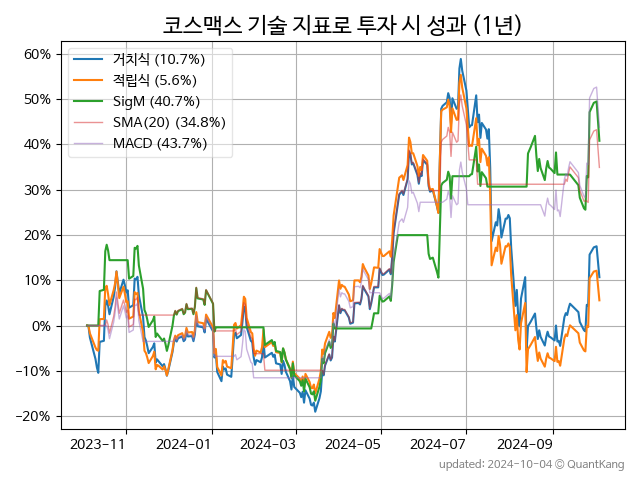 코스맥스 기술 지표로 투자 시 성과 (1년)
60%
50%
40%
30%
20%
10%
0%
−10%
−20%
거치식 (10.7%)
적립식 (5.6%)
SigM (40.7%)
SMA(20) (34.8%)
MACD (43.7%)
2023-11
2024-01
2024-03
2024-05
2024-07
2024-09
updated: 2024-10-04 © QuantKang